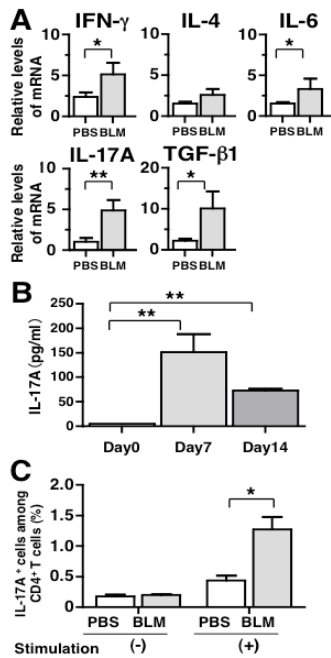 A
IFN-γ IL-4 IL-6
Relative levels
of mRNA
10 10 10
5 5 5
0 0 0
* *
PBS BLM PBS BLM PBS BLM
IL-17A TGF-β1
Relative levels
of mRNA
10 20
15
5 10
5
0 0
** *
PBS BLM PBS BLM
B
IL-17A (pg/ml)
250
200
150
100
50
0
**
**
Day0 Day7 Day14
C
IL-17A⁺ cells among
CD4⁺ T cells (%)
2.0
1.5
1.0
0.5
0
*
PBS BLM PBS BLM
Stimulation (-) (+)